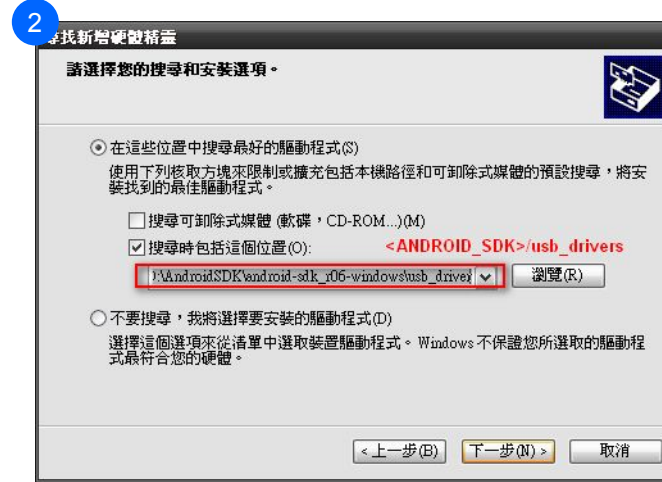 2
尋找新增硬體精靈
請選擇您的搜尋和安裝選項。
在這些位置中搜尋最好的驅動程式(S)
使用下列核取方塊來限制或擴充包括本機路徑和可卸除式媒體的預設搜尋，將安
裝找到的最佳驅動程式。
搜尋可卸除式媒體 (軟碟，CD-ROM...)(M)
搜尋時包括這個位置(O): <ANDROID_SDK>/usb_drivers
):\AndroidSDK\android-sdk_r06-windows\usb_driver 瀏覽(R)
不要搜尋，我將選擇要安裝的驅動程式(D)
選擇這個選項來從清單中選取裝置驅動程式。Windows 不保證您所選取的驅動程
式最符合您的硬體。
<上一步(B) 下一步(N) > 取消